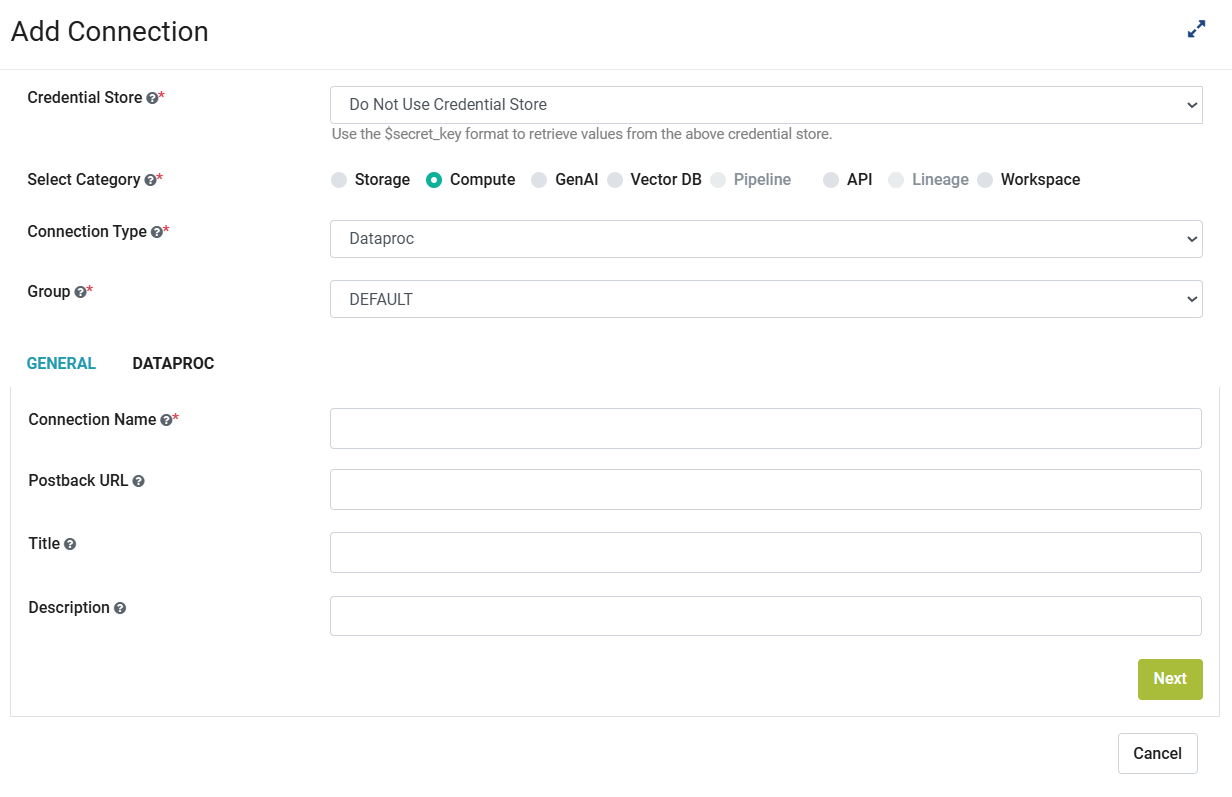 Add Connection
Credential Store ?*
Do Not Use Credential Store
Use the $secret_key format to retrieve values from the above credential store.
Select Category ?*
Storage Compute GenAI Vector DB Pipeline API Lineage Workspace
Connection Type ?*
Dataproc
Group ?*
DEFAULT
GENERAL DATAPROC
Connection Name ?*
Postback URL ?
Title ?
Description ?
Next
Cancel